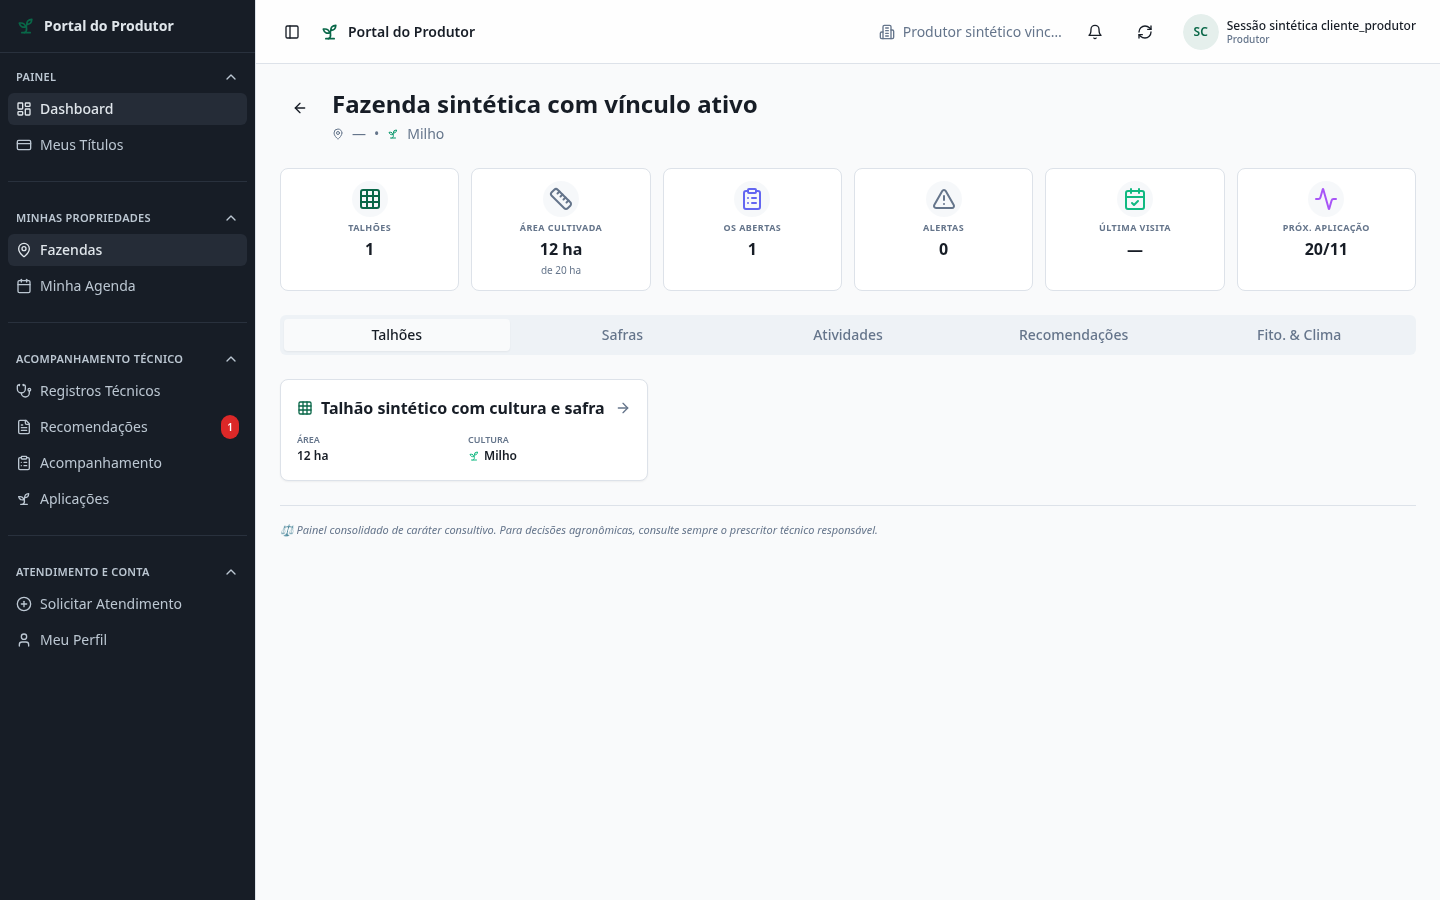 Portal do Produtor
PAINEL
Dashboard
Meus Títulos
MINHAS PROPRIEDADES
Fazendas
Minha Agenda
ACOMPANHAMENTO TÉCNICO
Registros Técnicos
Recomendações 1
Acompanhamento
Aplicações
ATENDIMENTO E CONTA
Solicitar Atendimento
Meu Perfil
Portal do Produtor
Produtor sintético vinc...
SC
Sessão sintética cliente_produtor
Produtor
Fazenda sintética com vínculo ativo
— • Milho
TALHÕES
1
ÁREA CULTIVADA
12 ha
de 20 ha
OS ABERTAS
1
ALERTAS
0
ÚLTIMA VISITA
—
PRÓX. APLICAÇÃO
20/11
Talhões
Safras
Atividades
Recomendações
Fito. & Clima
Talhão sintético com cultura e safra
ÁREA
12 ha
CULTURA
Milho
⚖️ Painel consolidado de caráter consultivo. Para decisões agronômicas, consulte sempre o prescritor técnico responsável.